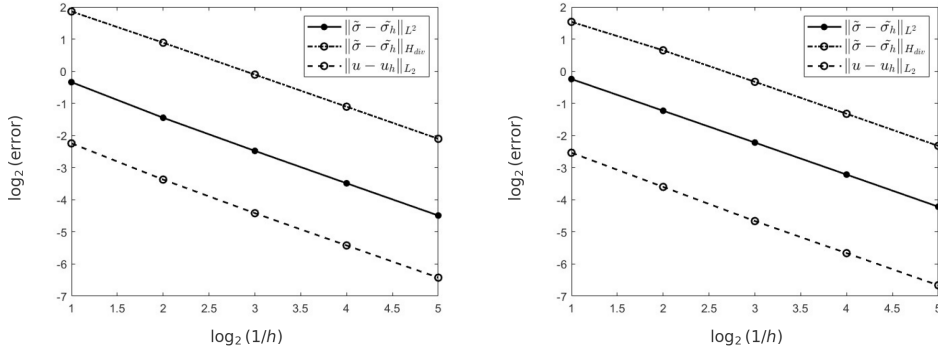 2
1
0
-1
-2
-3
-4
-5
-6
-7
log₂ (error)
1 1.5 2 2.5 3 3.5 4 4.5 5
log₂ (1/h)
‖σ̃ − σ̃ₕ‖_{L²}
‖σ̃ − σ̃ₕ‖_{H_{div}}
‖u − uₕ‖_{L₂}
2
1
0
-1
-2
-3
-4
-5
-6
-7
log₂ (error)
1 1.5 2 2.5 3 3.5 4 4.5 5
log₂ (1/h)
‖σ̃ − σ̃ₕ‖_{L²}
‖σ̃ − σ̃ₕ‖_{H_{div}}
‖u − uₕ‖_{L₂}